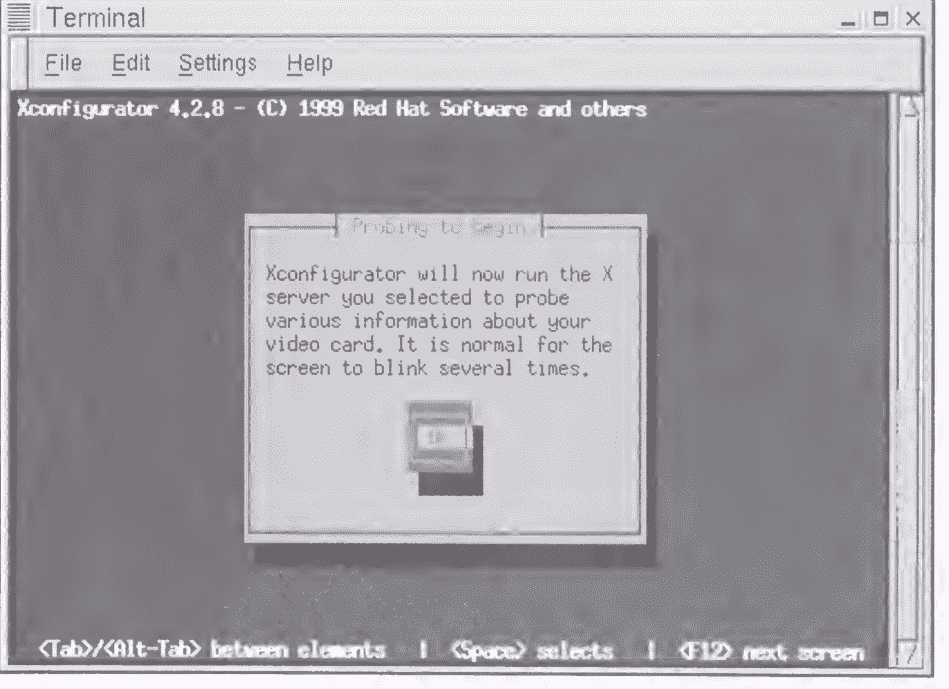 Terminal
File Edit Settings Help
Xconfigurator 4.2.8 - (C) 1999 Red Hat Software and others
Probing to begin
Xconfigurator will now run the X
server you selected to probe
various information about your
video card. It is normal for the
screen to blink several times.
<Tab>/<Alt-Tab> between elements | <Space> selects | <F12> next screen